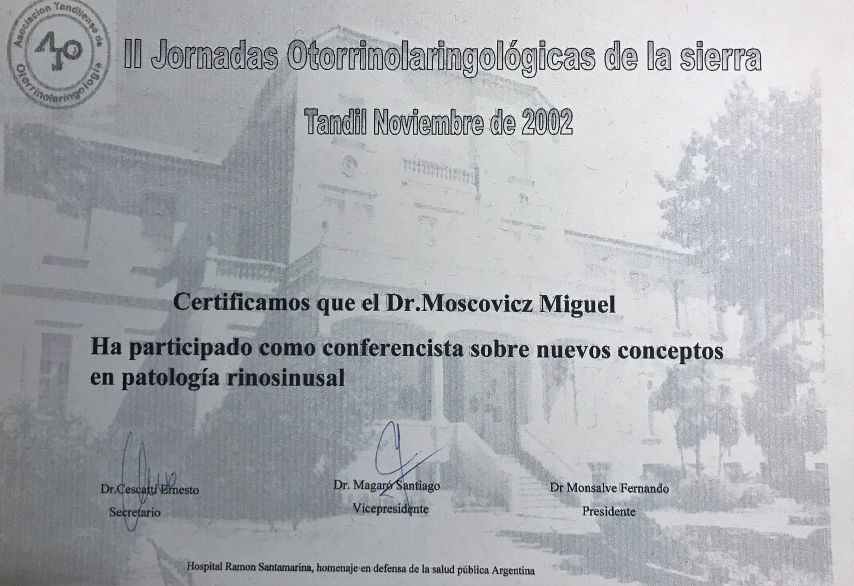 Asociacion Tandilense de
ATO
Otorrinolaringología
II Jornadas Otorrinolaringológicas de la sierra
Tandil Noviembre de 2002
Certificamos que el Dr.Moscovicz Miguel
Ha participado como conferencista sobre nuevos conceptos
en patología rinosinusal
Dr.Cescatti Ernesto
Secretario
Dr. Magaró Santiago
Vicepresidente
Dr Monsalve Fernando
Presidente
Hospital Ramon Santamarina, homenaje en defensa de la salud pública Argentina